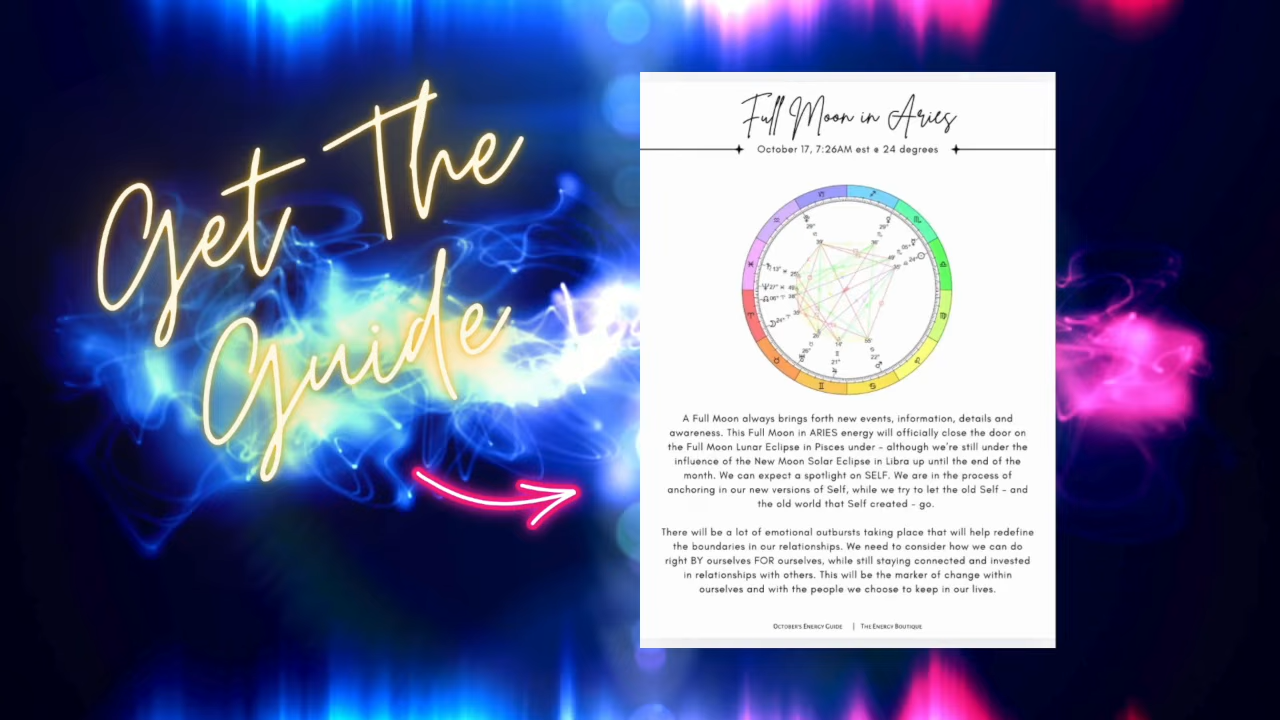 Get The
Guide
Full Moon in Aries
October 17, 7:26AM est @ 24 degrees
A Full Moon always brings forth new events, information, details and
awareness. This Full Moon in ARIES energy will officially close the door on
the Full Moon Lunar Eclipse in Pisces under - although we're still under the
influence of the New Moon Solar Eclipse in Libra up until the end of the
month. We can expect a spotlight on SELF. We are in the process of
anchoring in our new versions of Self, while we try to let the old Self - and
the old world that Self created - go.
There will be a lot of emotional outbursts taking place that will help redefine
the boundaries in our relationships. We need to consider how we can do
right BY ourselves FOR ourselves, while still staying connected and invested
in relationships with others. This will be the marker of change within
ourselves and with the people we choose to keep in our lives.
October's Energy Guide | The Energy Boutique